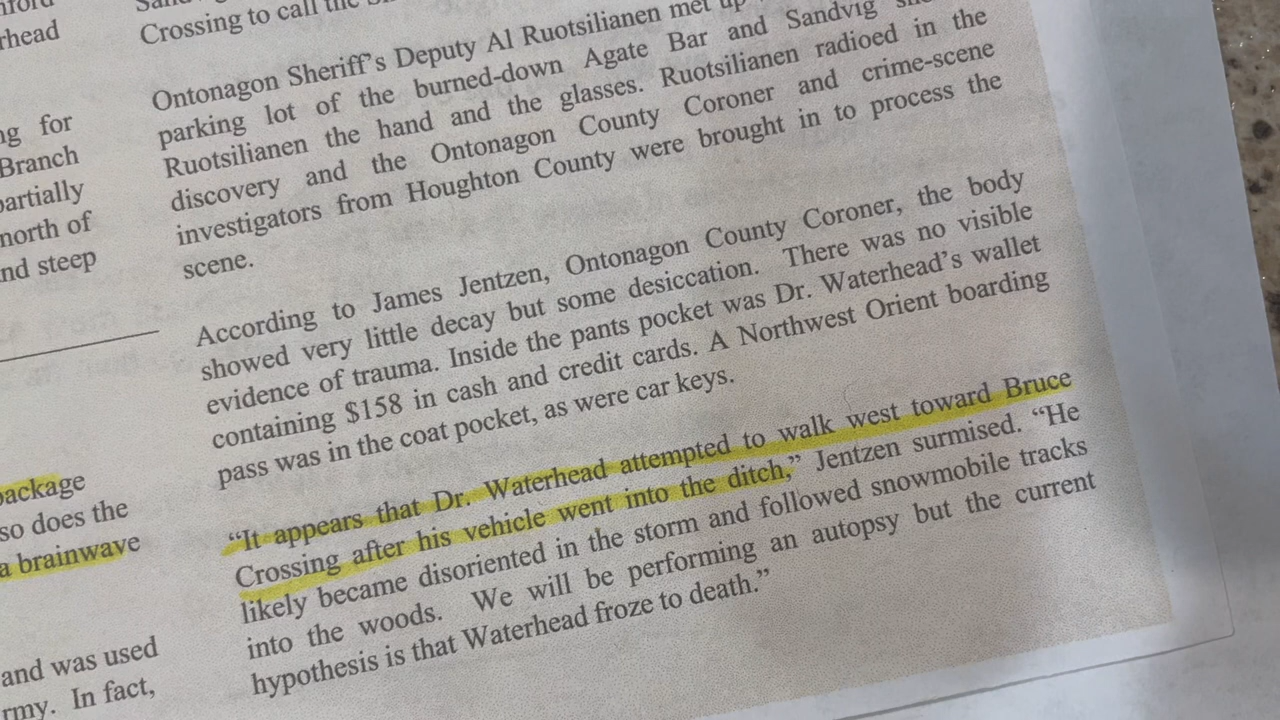 rhead
ng for
Branch
partially
north of
nd steep
package
so does the
a brainwave
and was used
rmy. In fact,
Crossing to call the
Ontonagon Sheriff's Deputy Al Ruotsilianen met up
parking lot of the burned-down Agate Bar and Sandvig
Ruotsilianen the hand and the glasses. Ruotsilianen radioed in the
discovery and the Ontonagon County Coroner and crime-scene
investigators from Houghton County were brought in to process the
scene.
According to James Jentzen, Ontonagon County Coroner, the body
showed very little decay but some desiccation. There was no visible
evidence of trauma. Inside the pants pocket was Dr. Waterhead's wallet
containing $158 in cash and credit cards. A Northwest Orient boarding
pass was in the coat pocket, as were car keys.
“It appears that Dr. Waterhead attempted to walk west toward Bruce
Crossing after his vehicle went into the ditch,” Jentzen surmised. “He
likely became disoriented in the storm and followed snowmobile tracks
into the woods. We will be performing an autopsy but the current
hypothesis is that Waterhead froze to death.”